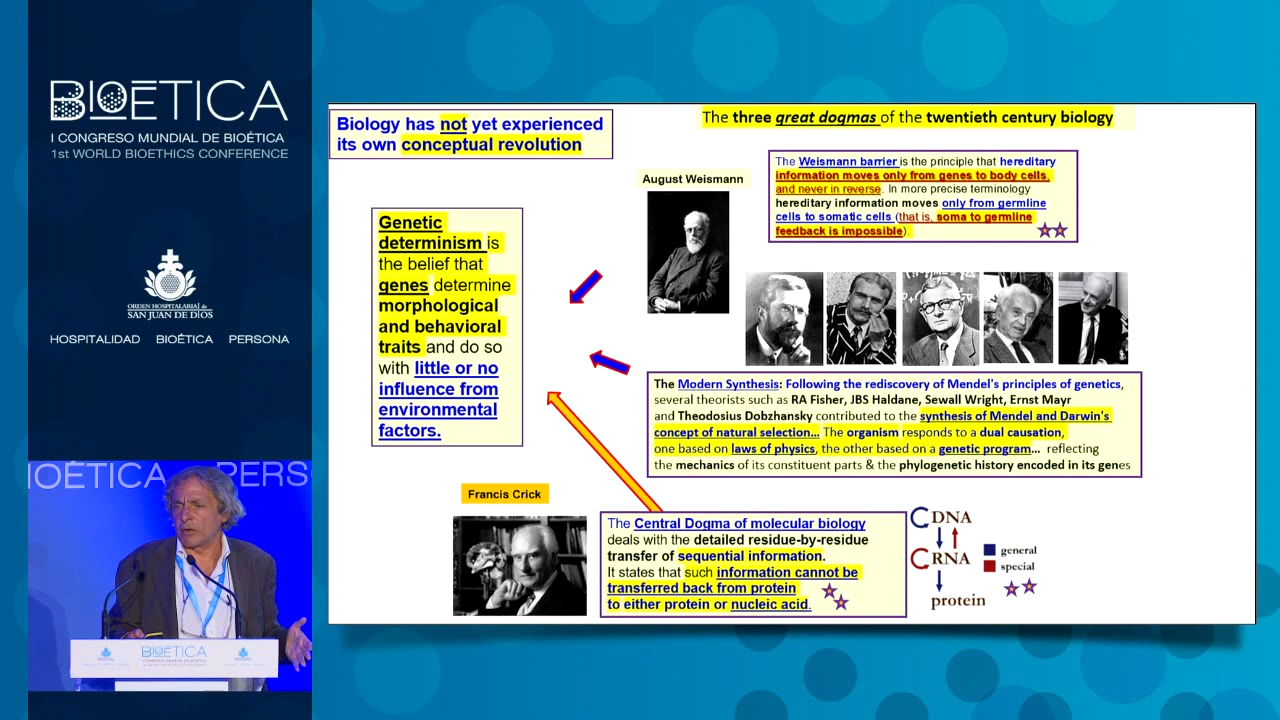 BIOÉTICA
I CONGRESO MUNDIAL DE BIOÉTICA
1st WORLD BIOETHICS CONFERENCE
ORDEN HOSPITALARIA de
SAN JUAN DE DIOS
HOSPITALIDAD BIOÉTICA PERSONA
IOÉTICA PERS
BIOÉTICA
Biology has not yet experienced
its own conceptual revolution
The three great dogmas of the twentieth century biology
August Weismann
The Weismann barrier is the principle that hereditary
information moves only from genes to body cells,
and never in reverse. In more precise terminology
hereditary information moves only from germline
cells to somatic cells (that is, soma to germline
feedback is impossible).
Genetic
determinism is
the belief that
genes determine
morphological
and behavioral
traits and do so
with little or no
influence from
environmental
factors.
The Modern Synthesis: Following the rediscovery of Mendel's principles of genetics,
several theorists such as RA Fisher, JBS Haldane, Sewall Wright, Ernst Mayr
and Theodosius Dobzhansky contributed to the synthesis of Mendel and Darwin's
concept of natural selection... The organism responds to a dual causation,
one based on laws of physics, the other based on a genetic program... reflecting
the mechanics of its constituent parts & the phylogenetic history encoded in its genes
Francis Crick
The Central Dogma of molecular biology
deals with the detailed residue-by-residue
transfer of sequential information.
It states that such information cannot be
transferred back from protein
to either protein or nucleic acid.
DNA
RNA
protein
general
special